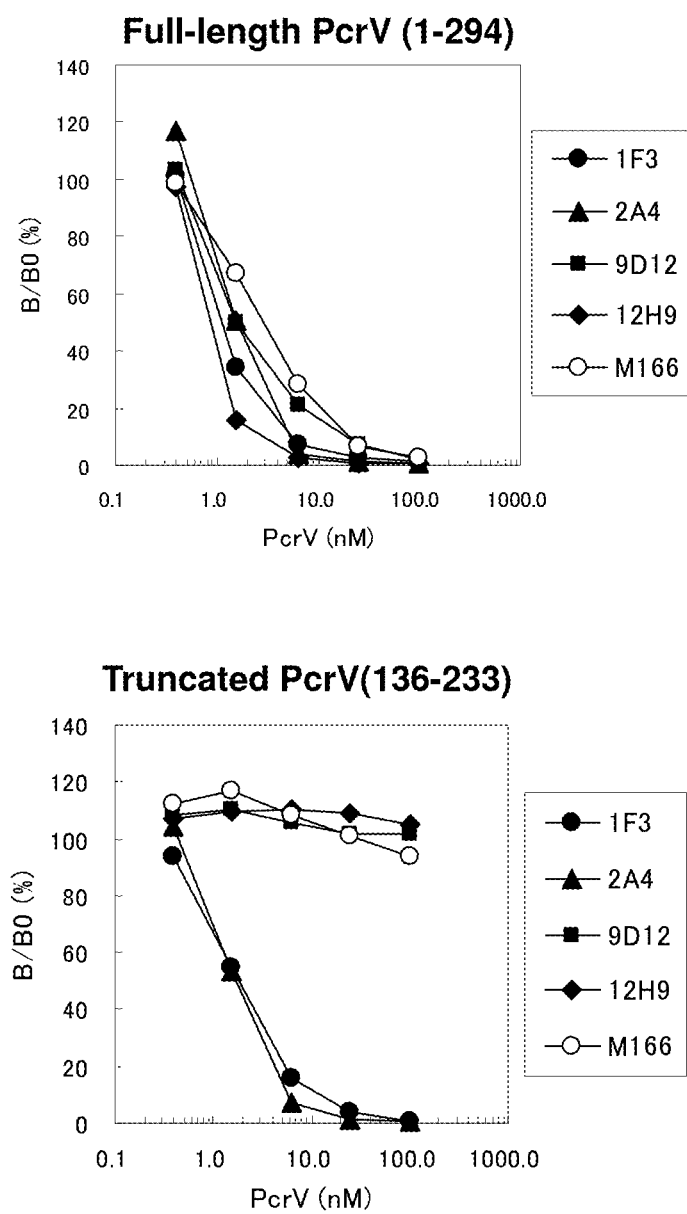 Full-length PcrV (1-294)
140
120
100
80
60
40
20
0
B/B0 (%)
0.1
1.0
10.0
100.0
1000.0
PcrV (nM)
1F3
2A4
9D12
12H9
M166
Truncated PcrV(136-233)
140
120
100
80
60
40
20
0
B/B0 (%)
0.1
1.0
10.0
100.0
1000.0
PcrV (nM)
1F3
2A4
9D12
12H9
M166